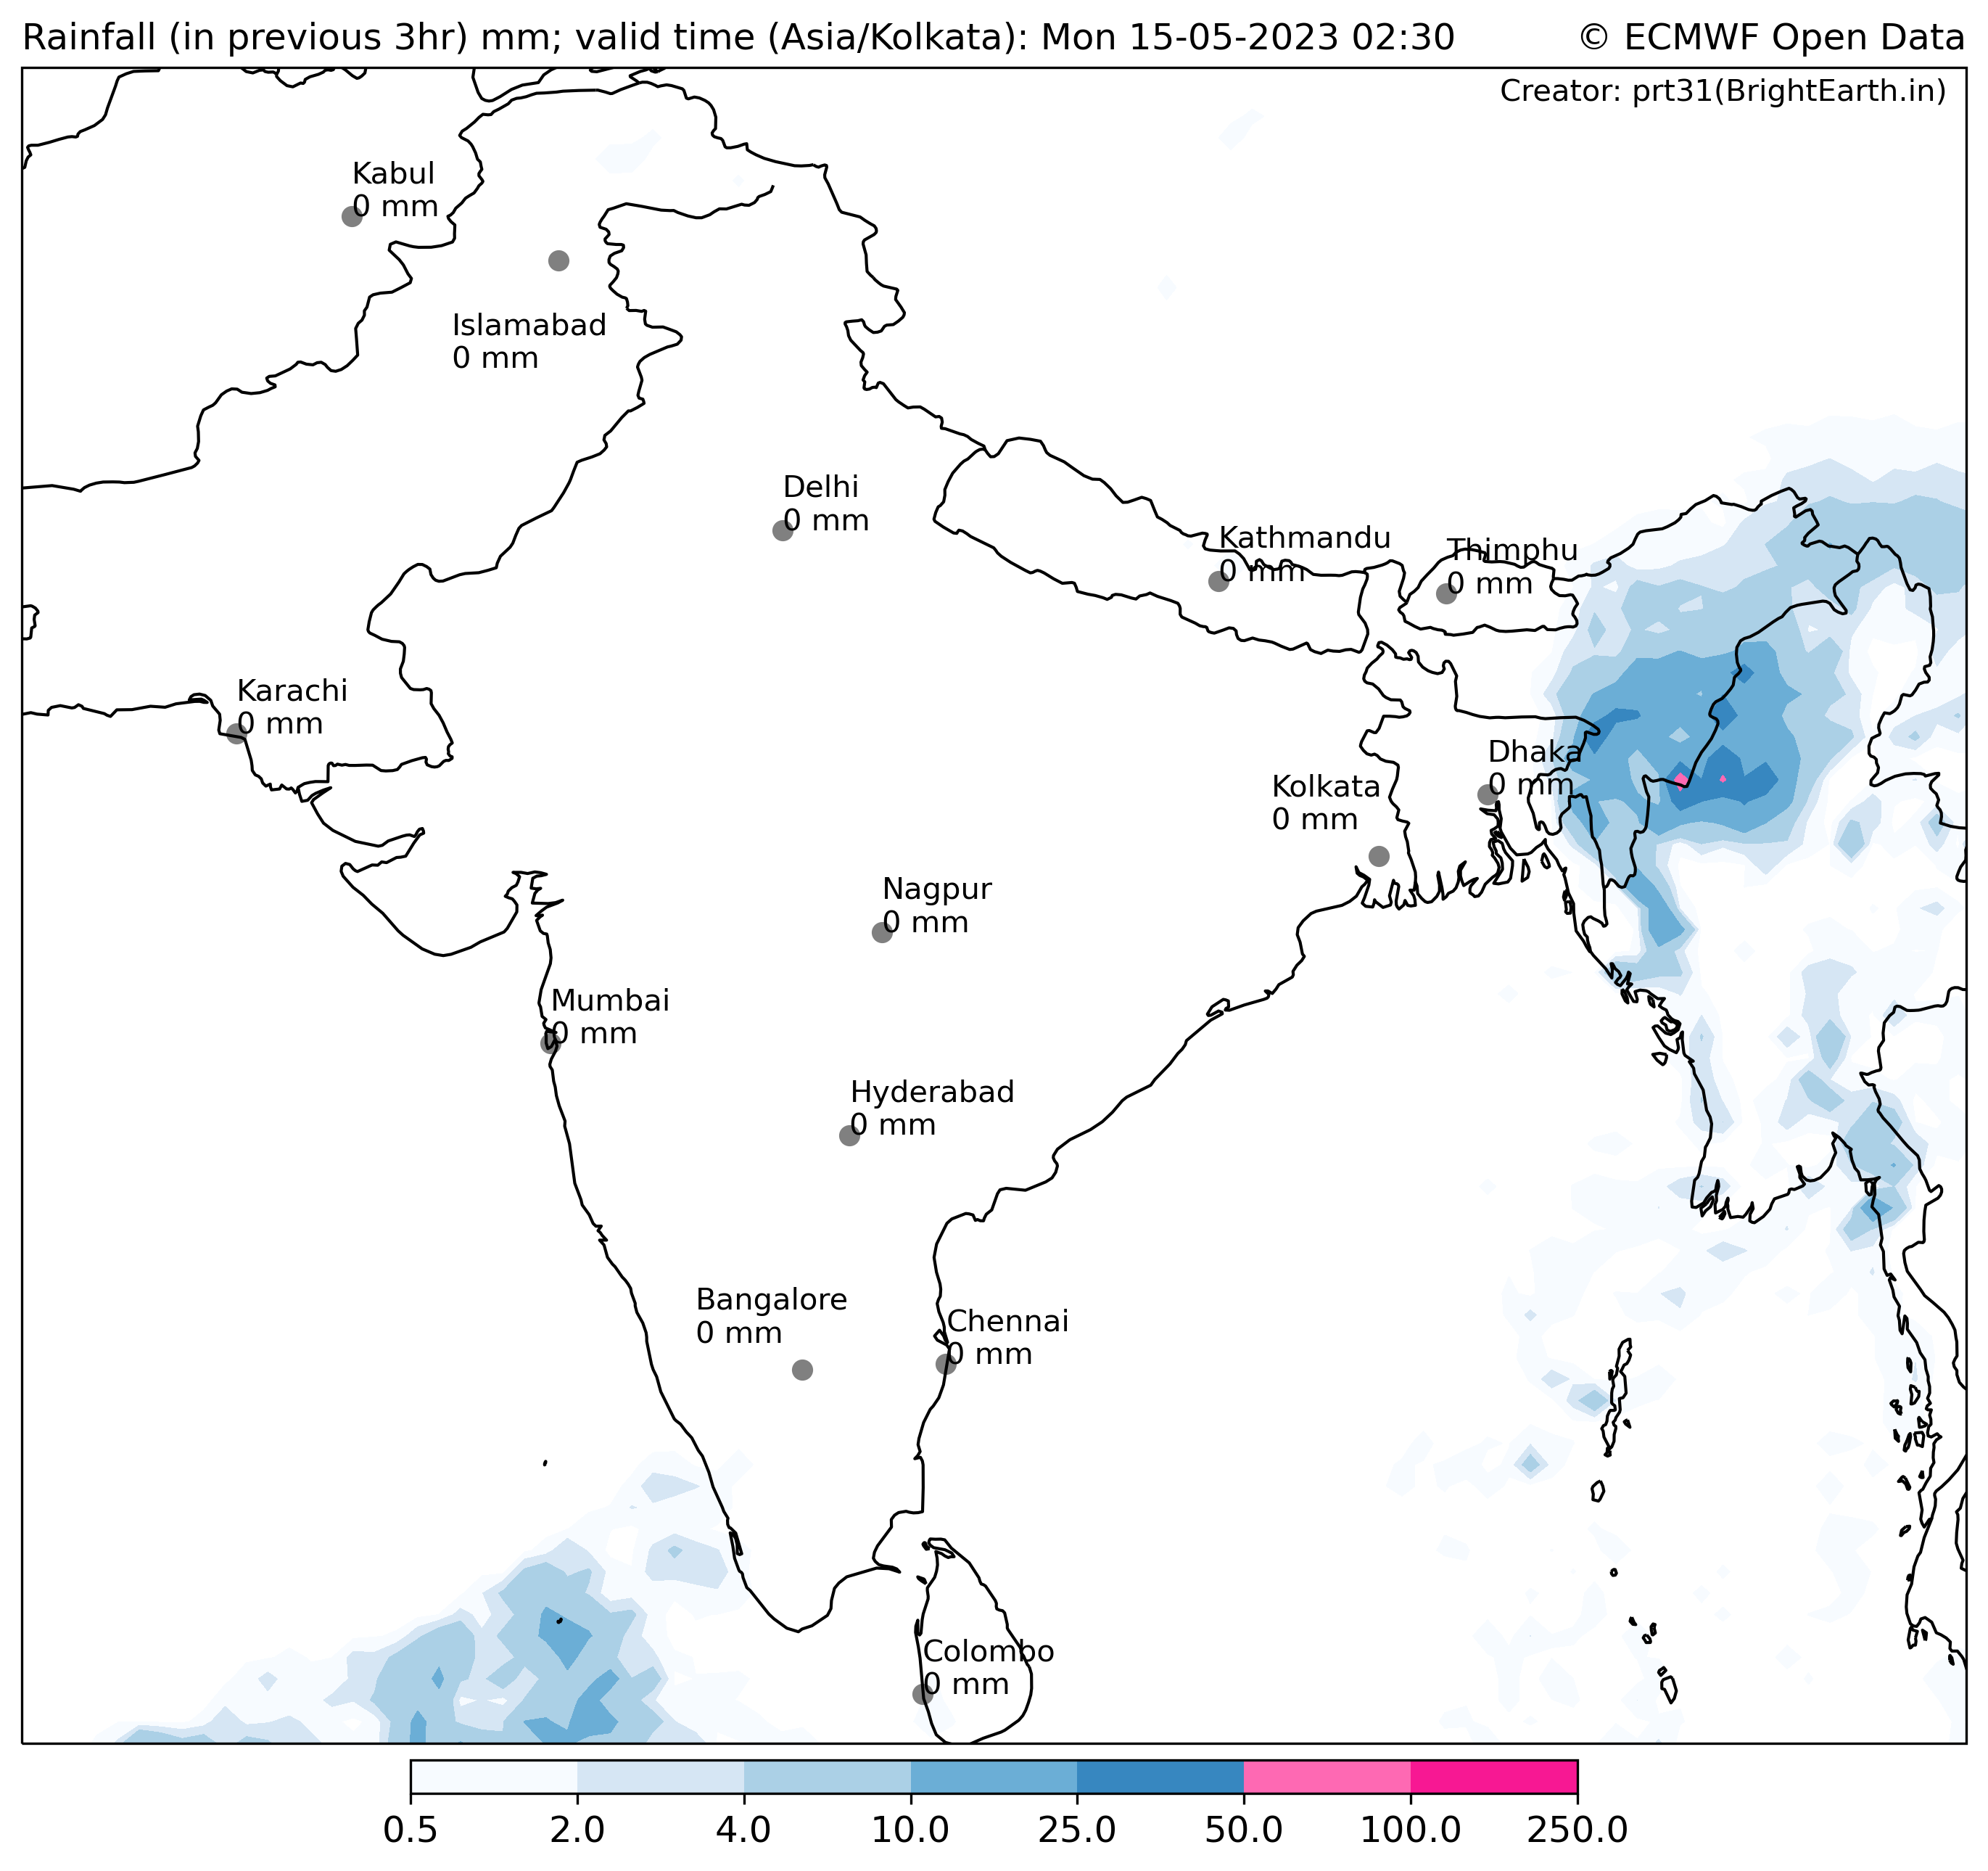 Rainfall (in previous 3hr) mm; valid time (Asia/Kolkata): Mon 15-05-2023 02:30
© ECMWF Open Data
Creator: prt31(BrightEarth.in)
Kabul
0 mm
Islamabad
0 mm
Delhi
0 mm
Kathmandu
0 mm
Thimphu
0 mm
Karachi
0 mm
Dhaka
0 mm
Kolkata
0 mm
Nagpur
0 mm
Mumbai
0 mm
Hyderabad
0 mm
Bangalore
0 mm
Chennai
0 mm
Colombo
0 mm
0.5 2.0 4.0 10.0 25.0 50.0 100.0 250.0